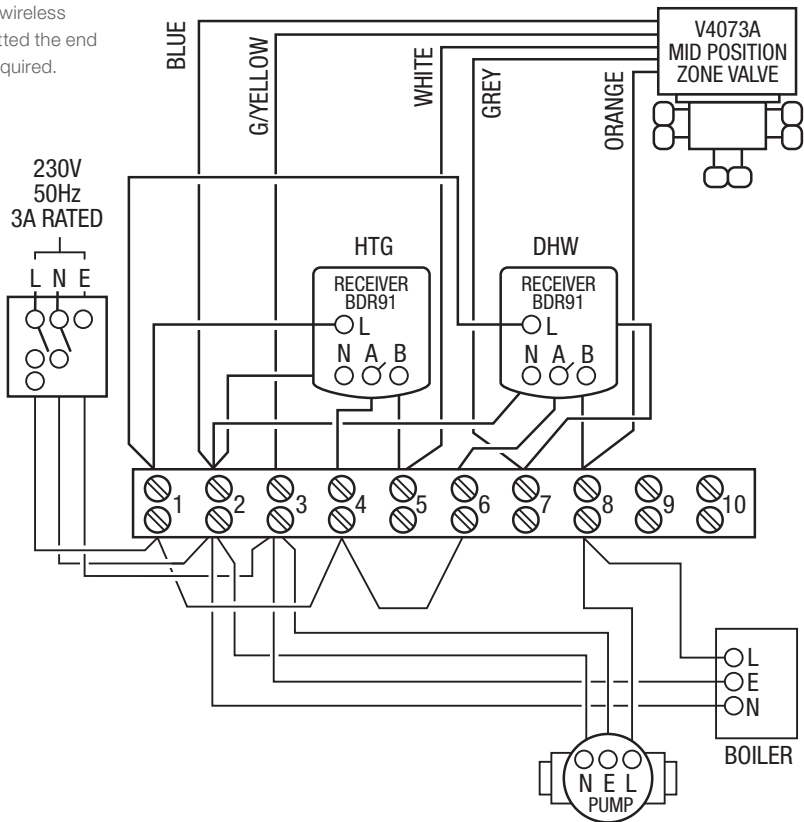 wireless
tted the end
quired.
BLUE
G/YELLOW
WHITE
GREY
ORANGE
V4073A
MID POSITION
ZONE VALVE
230V
50Hz
3A RATED
L N E
HTG
RECEIVER
BDR91
L
N A B
DHW
RECEIVER
BDR91
L
N A B
1 2 3 4 5 6 7 8 9 10
L
E
N
BOILER
N E L
PUMP